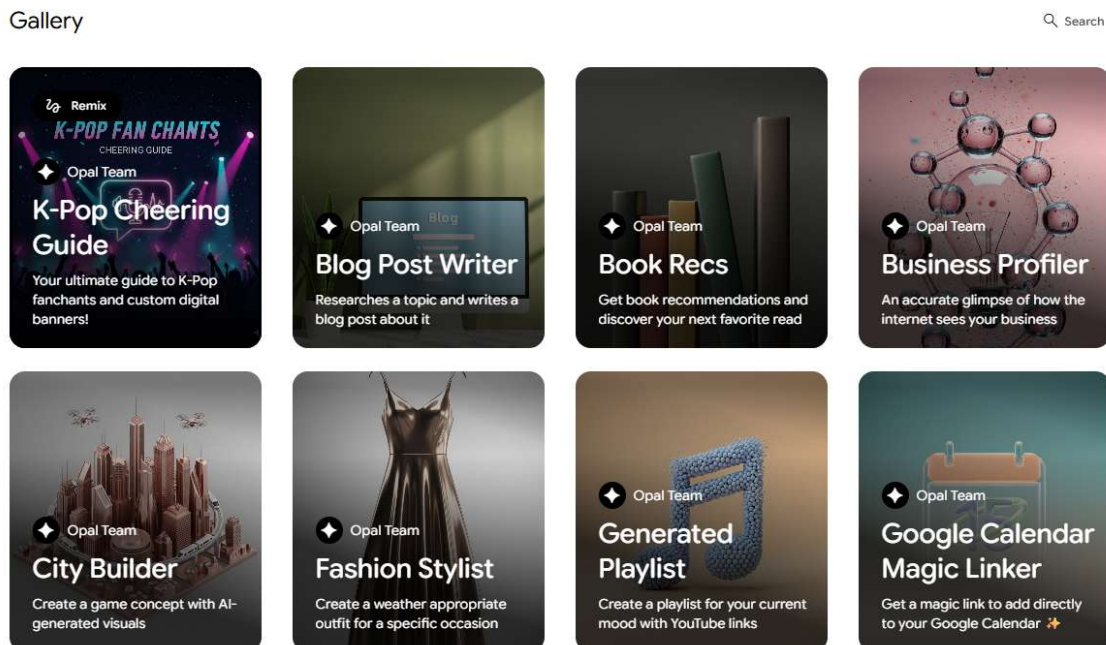 Gallery
Search
Remix
K-POP FAN CHANTS
CHEERING GUIDE
Opal Team
K-Pop Cheering
Guide
Your ultimate guide to K-Pop
fanchants and custom digital
banners!
Blog
Opal Team
Blog Post Writer
Researches a topic and writes a
blog post about it
Opal Team
Book Recs
Get book recommendations and
discover your next favorite read
Opal Team
Business Profiler
An accurate glimpse of how the
internet sees your business
Opal Team
City Builder
Create a game concept with AI-
generated visuals
Opal Team
Fashion Stylist
Create a weather appropriate
outfit for a specific occasion
Opal Team
Generated
Playlist
Create a playlist for your current
mood with YouTube links
Opal Team
Google Calendar
Magic Linker
Get a magic link to add directly
to your Google Calendar ✨